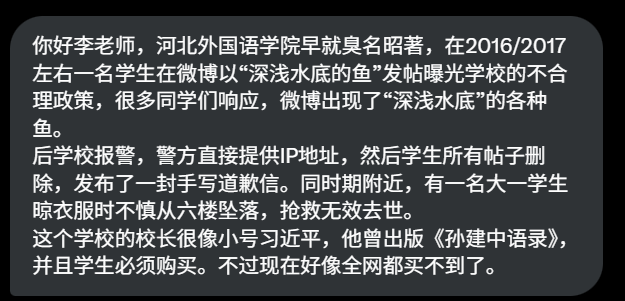 你好李老师，河北外国语学院早就臭名昭著，在2016/2017
左右一名学生在微博以“深浅水底的鱼”发帖曝光学校的不合
理政策，很多同学们响应，微博出现了“深浅水底”的各种
鱼。
后学校报警，警方直接提供IP地址，然后学生所有帖子删
除，发布了一封手写道歉信。同时期附近，有一名大一学生
晾衣服时不慎从六楼坠落，抢救无效去世。
这个学校的校长很像小号习近平，他曾出版《孙建中语录》，
并且学生必须购买。不过现在好像全网都买不到了。